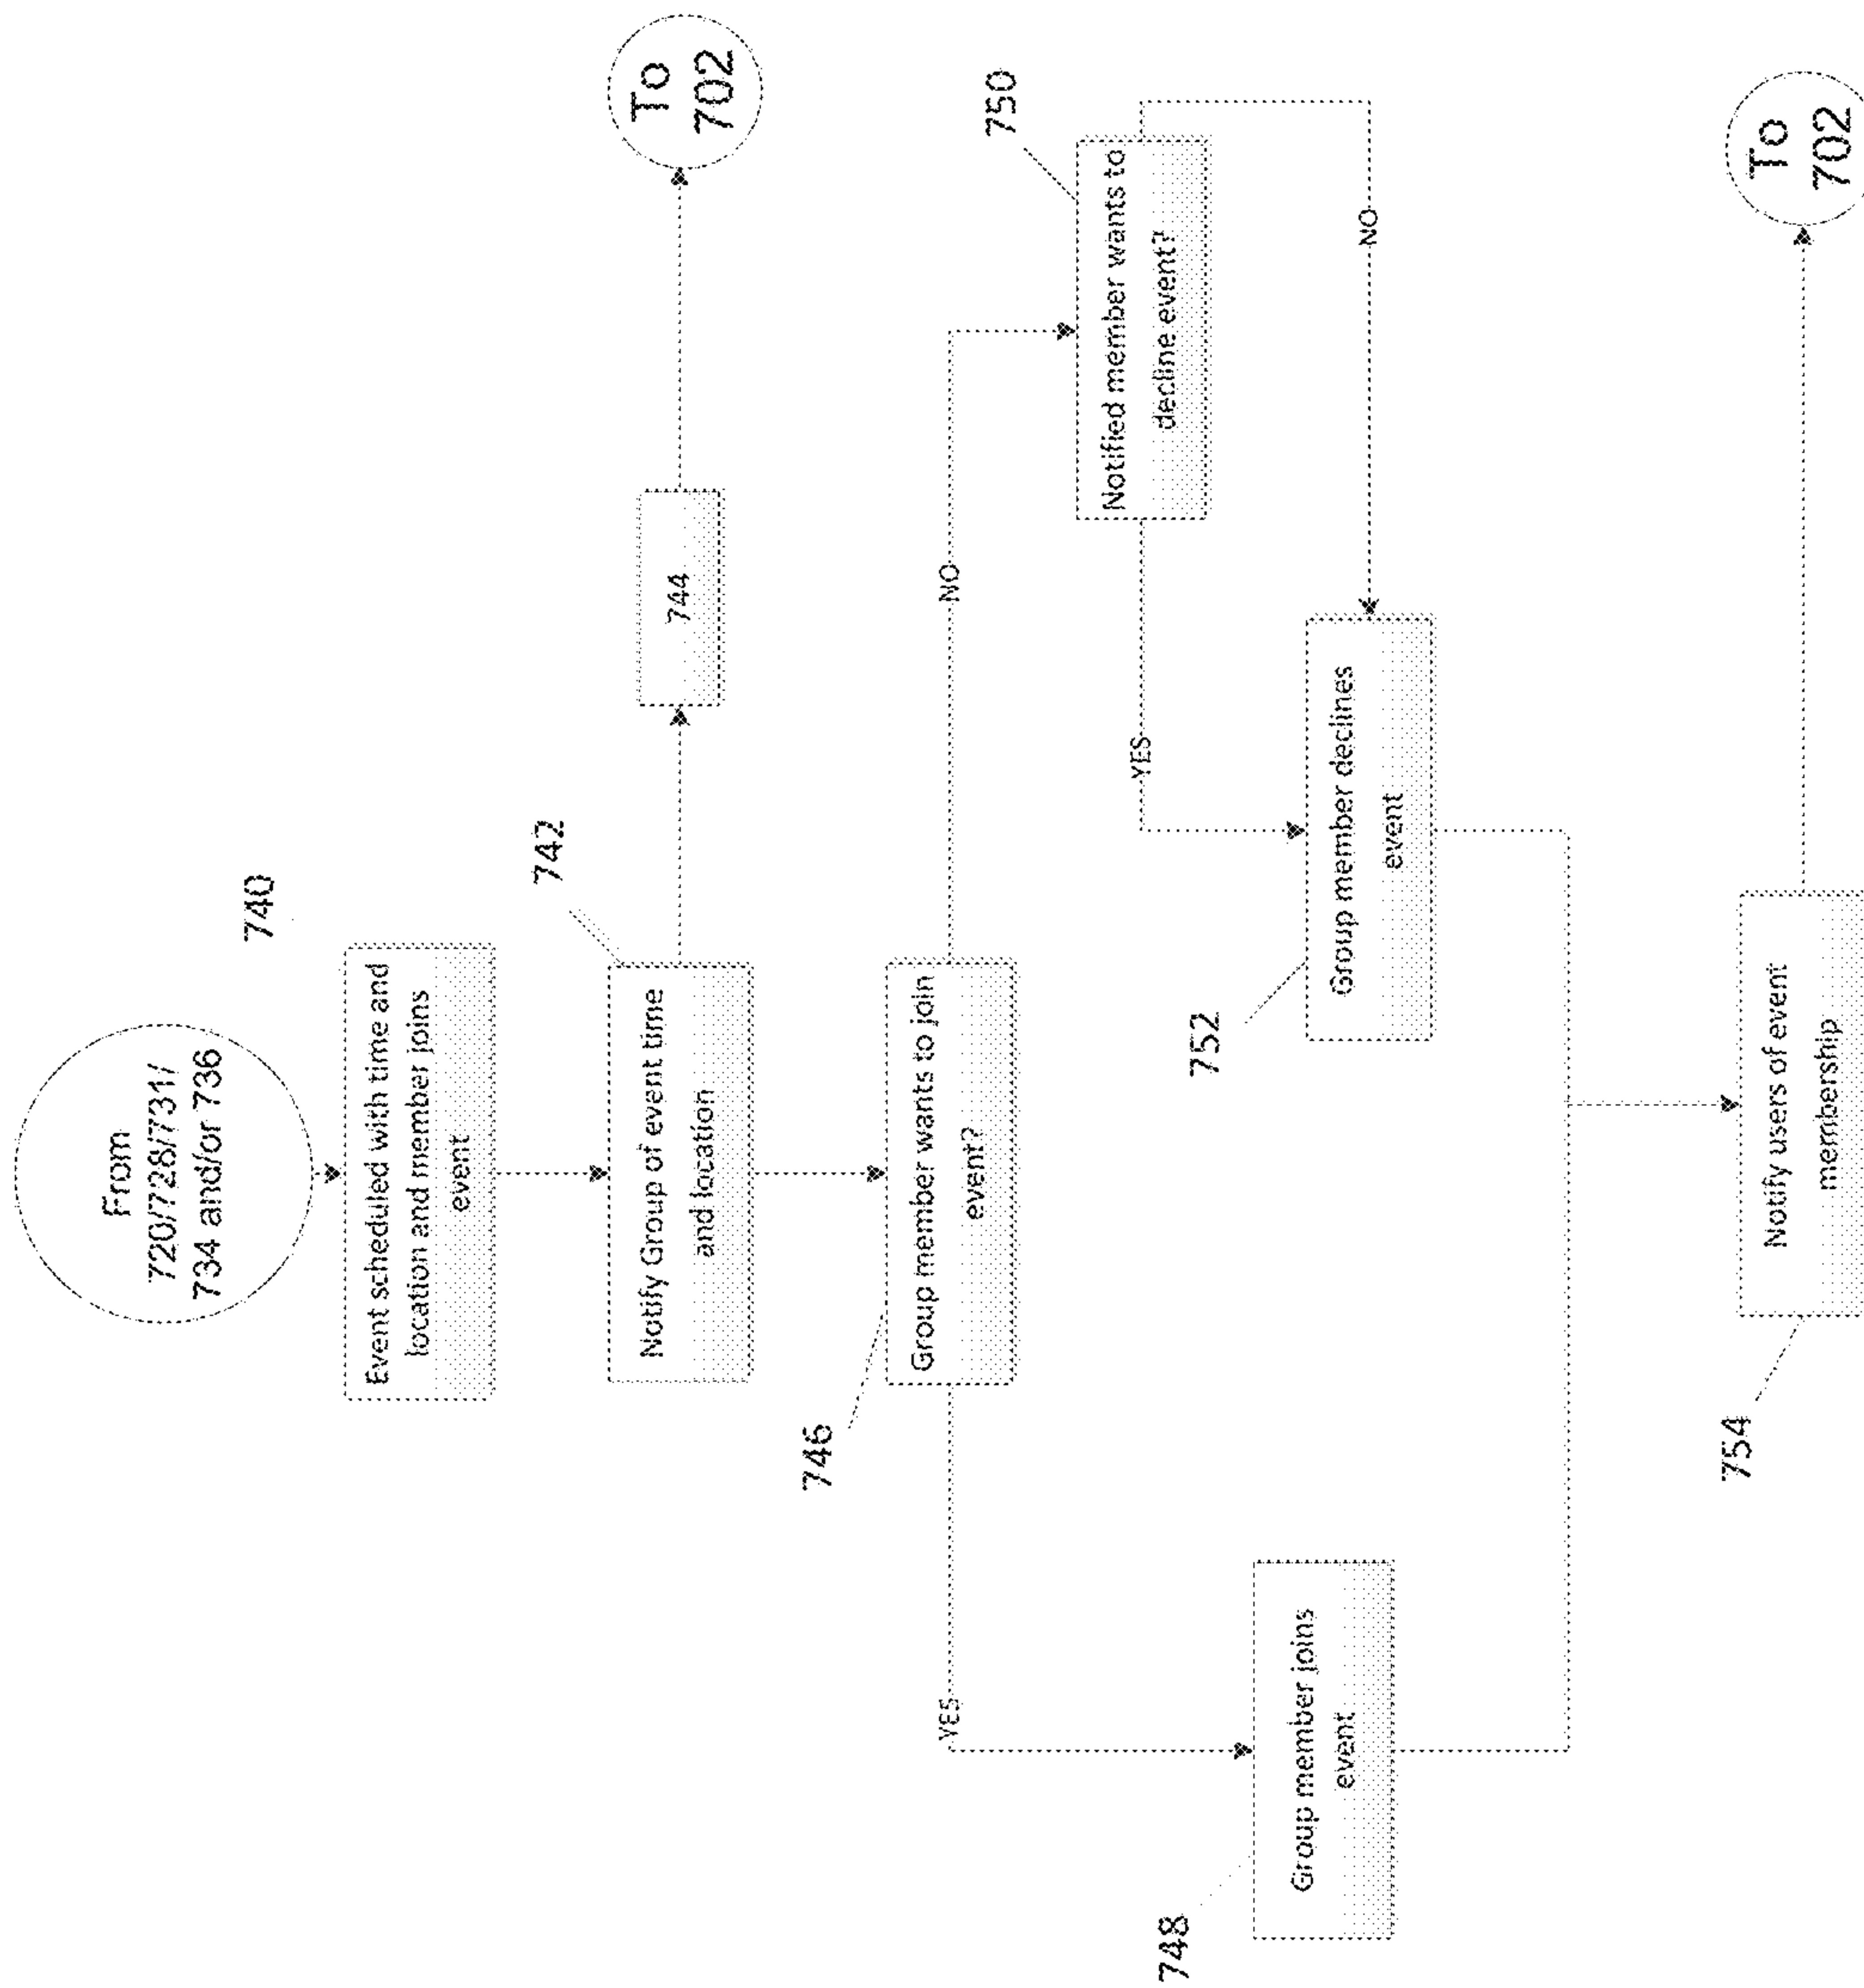 From
720/728/731/
734 and/or 736
740
Event scheduled with time and
location and member joins
event
742
Notify Group of event time
and location
744
To
702
746
Group member wants to join
event?
YES
NO
748
Group member joins
event
750
Notified member wants to
decline event?
YES
NO
752
Group member declines
event
754
Notify users of event
membership
To
702